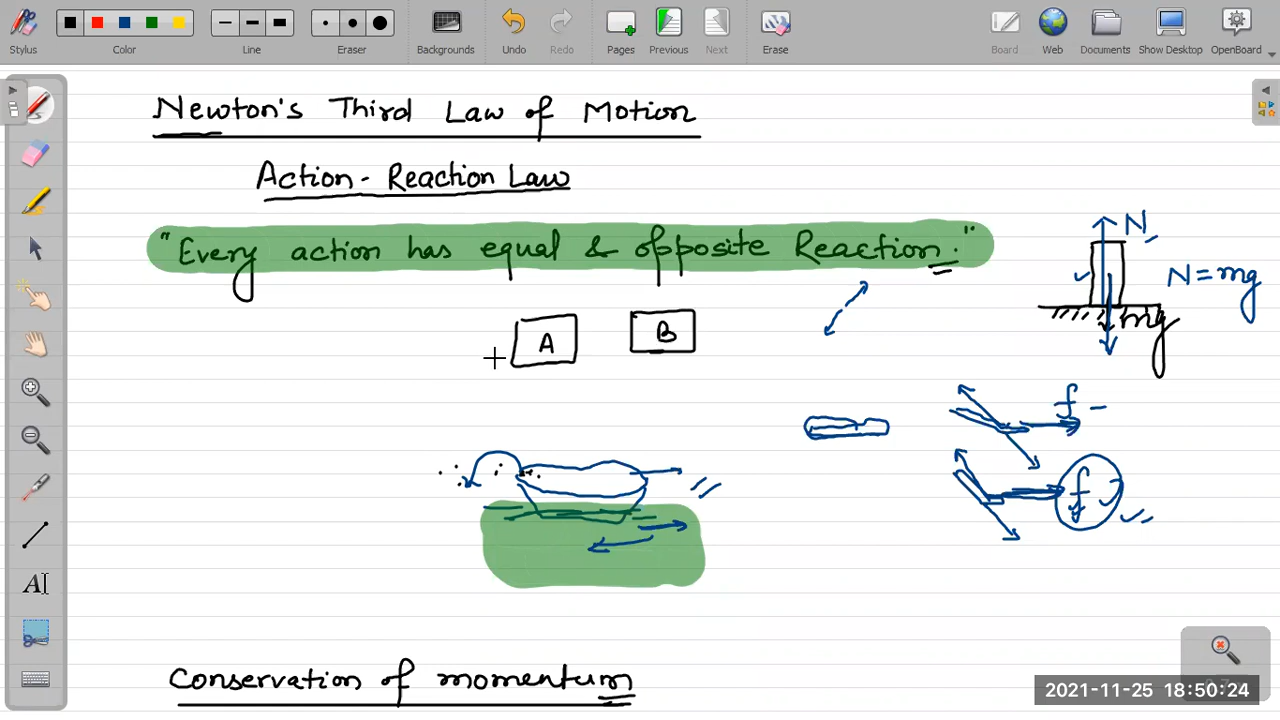 Stylus Color Line Eraser Backgrounds Undo Redo Pages Previous Next Erase Board Web Documents Show Desktop OpenBoard
Newton's Third Law of Motion
Action - Reaction Law
"Every action has equal & opposite Reaction."
N
N = mg
mg
A B
f
f
Conservation of momentum
2021-11-25 18:50:24